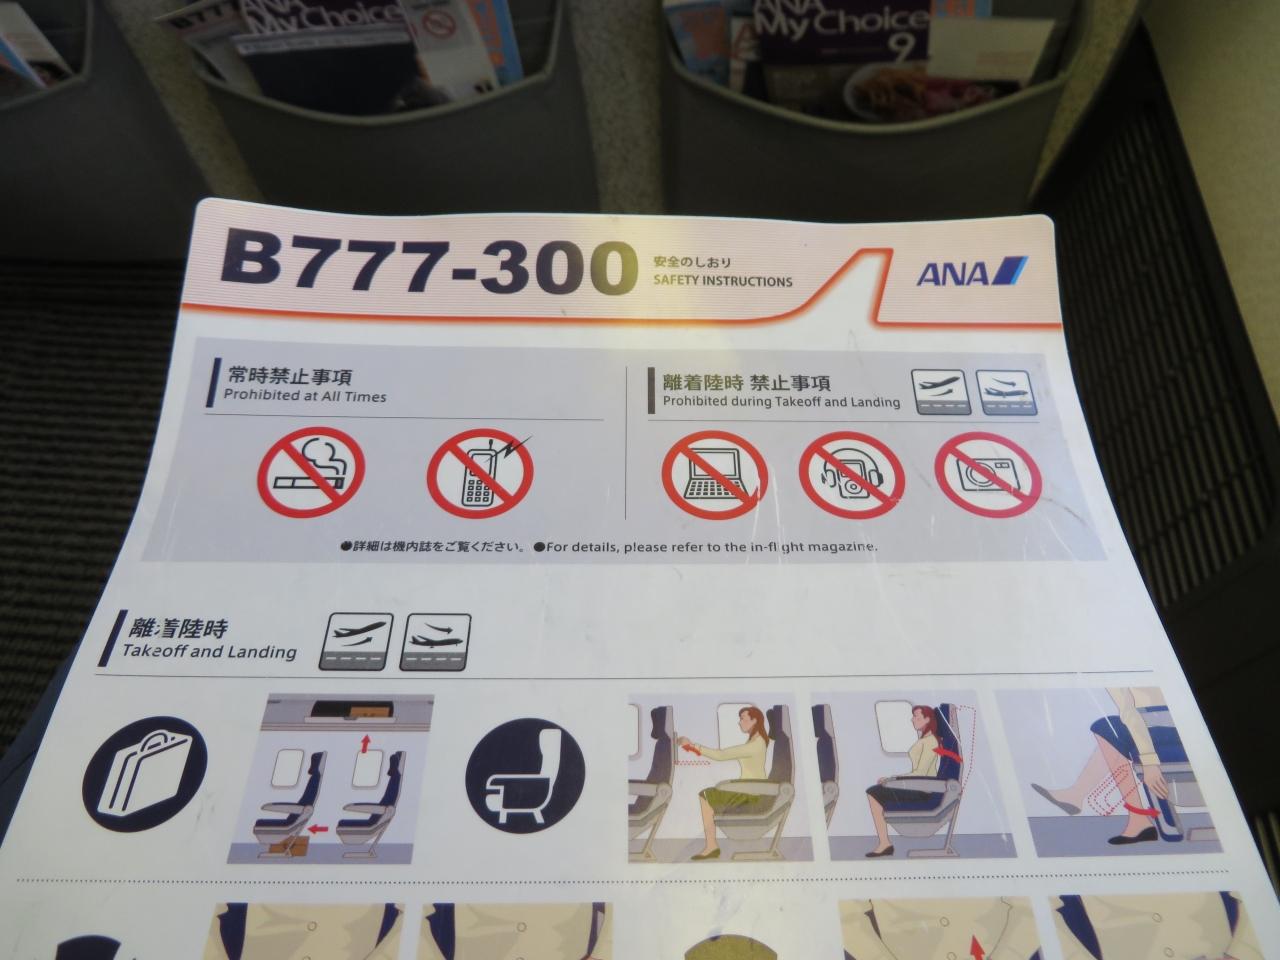 B777
ANA
My Choice
ANA
My Choice
9
B777-300
安全のしおり
SAFETY INSTRUCTIONS
ANA
常時禁止事項
Prohibited at All Times
離着陸時 禁止事項
Prohibited during Takeoff and Landing
●詳細は機内誌をご覧ください。 ●For details, please refer to the in-flight magazine.
離着陸時
Takeoff and Landing